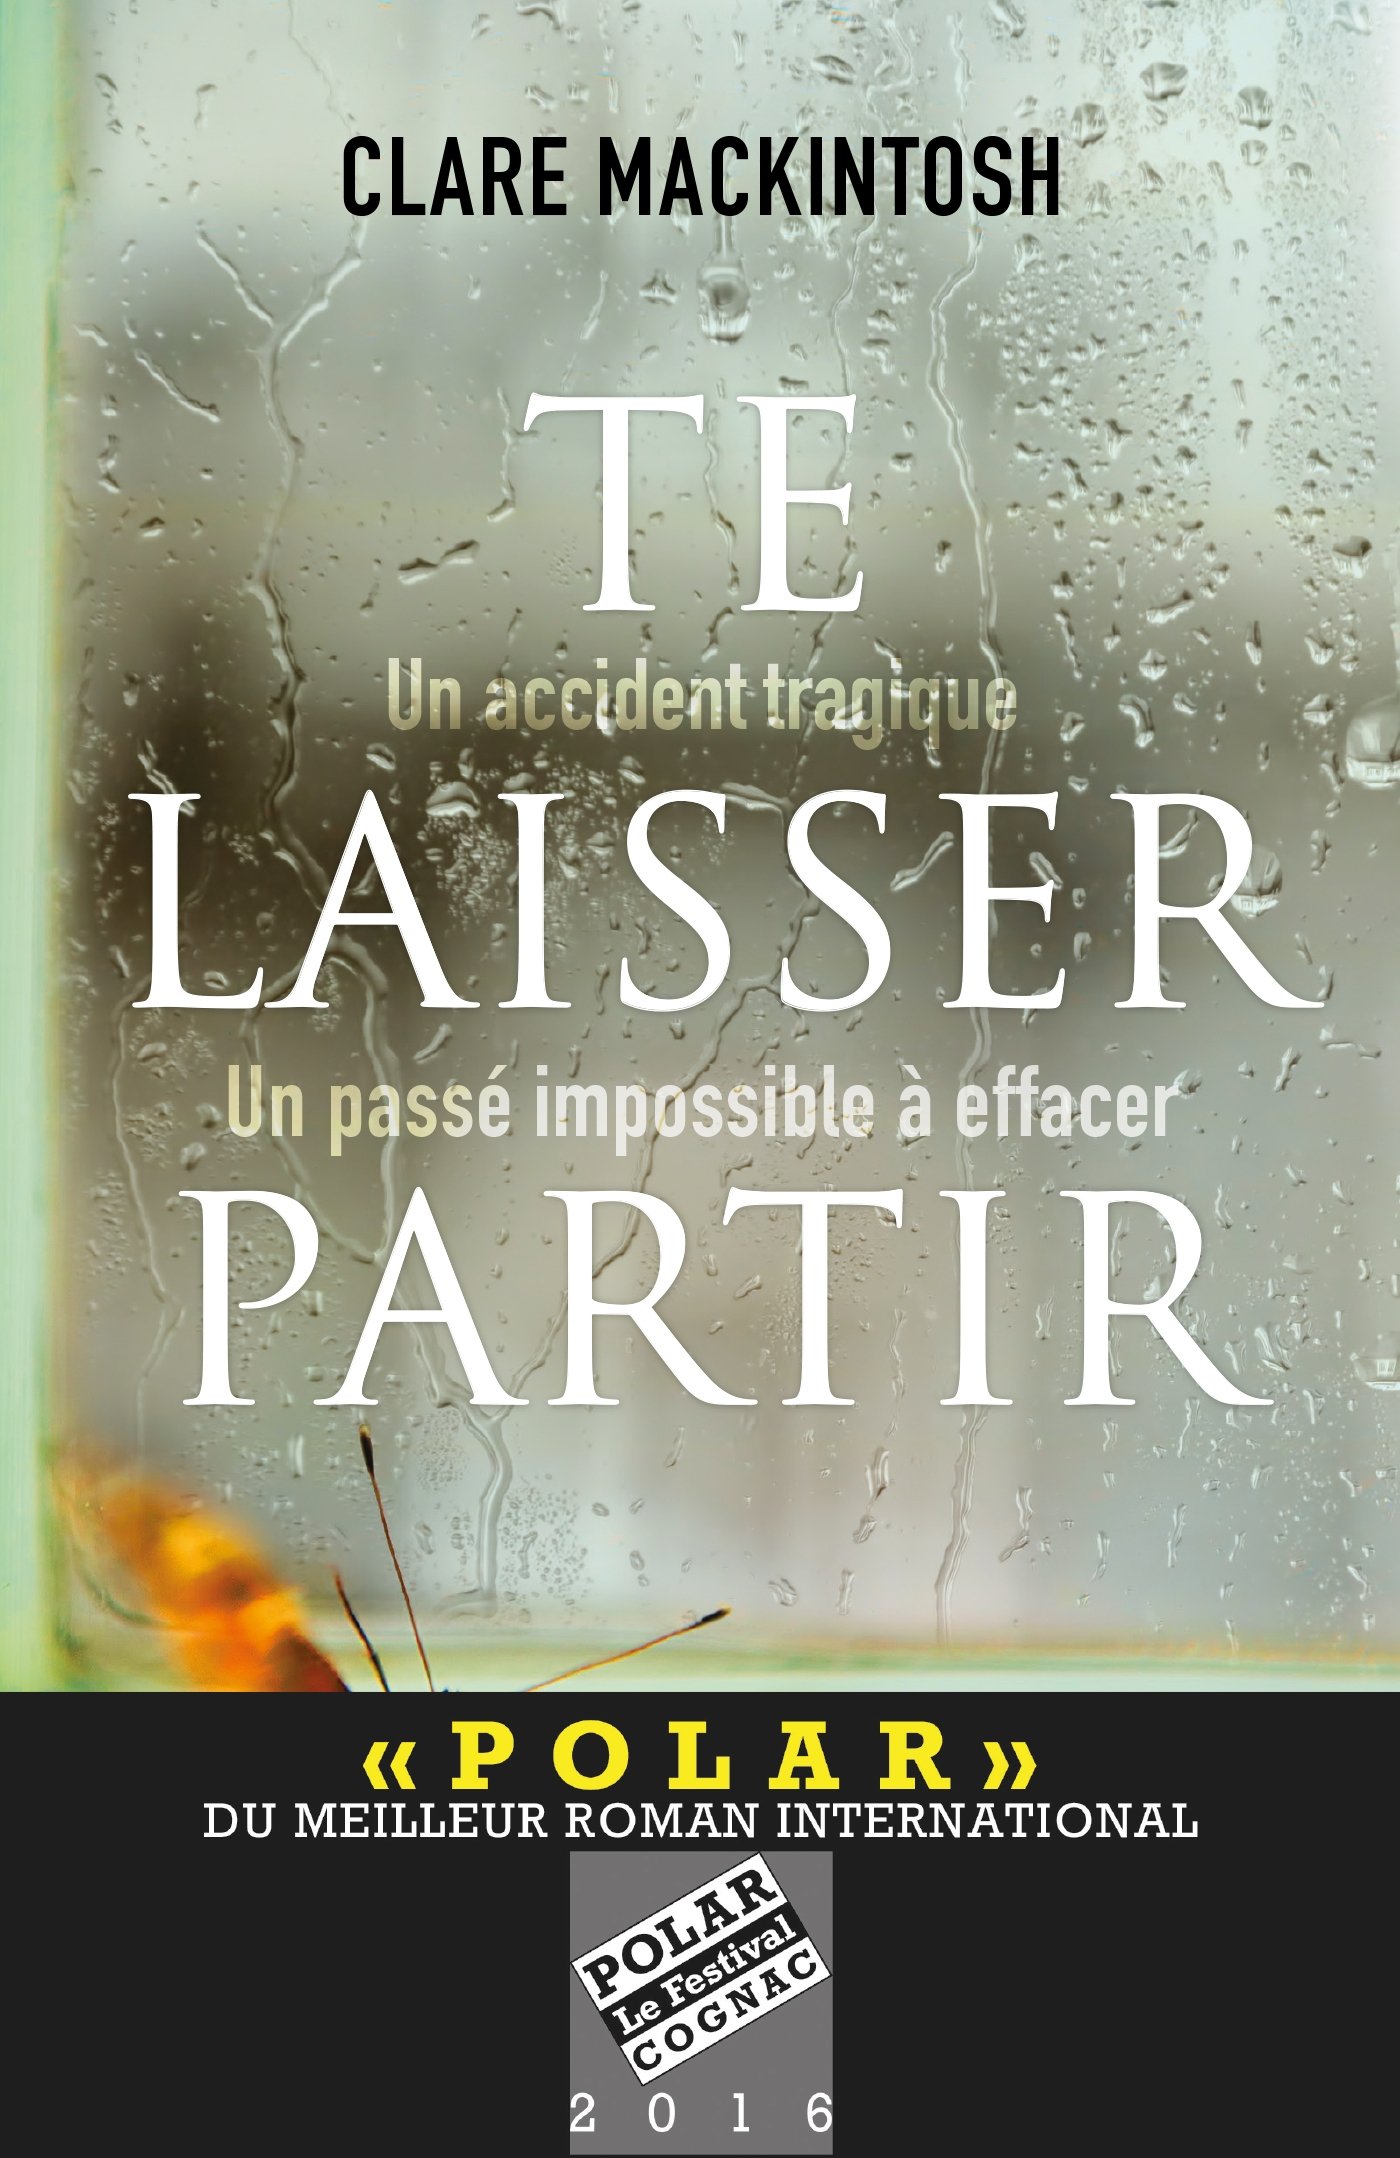 CLARE MACKINTOSH
TE
Un accident tragique
LAISSER
Un passé impossible à effacer
PARTIR
« POLAR »
DU MEILLEUR ROMAN INTERNATIONAL
POLAR
Le Festival
COGNAC
2016